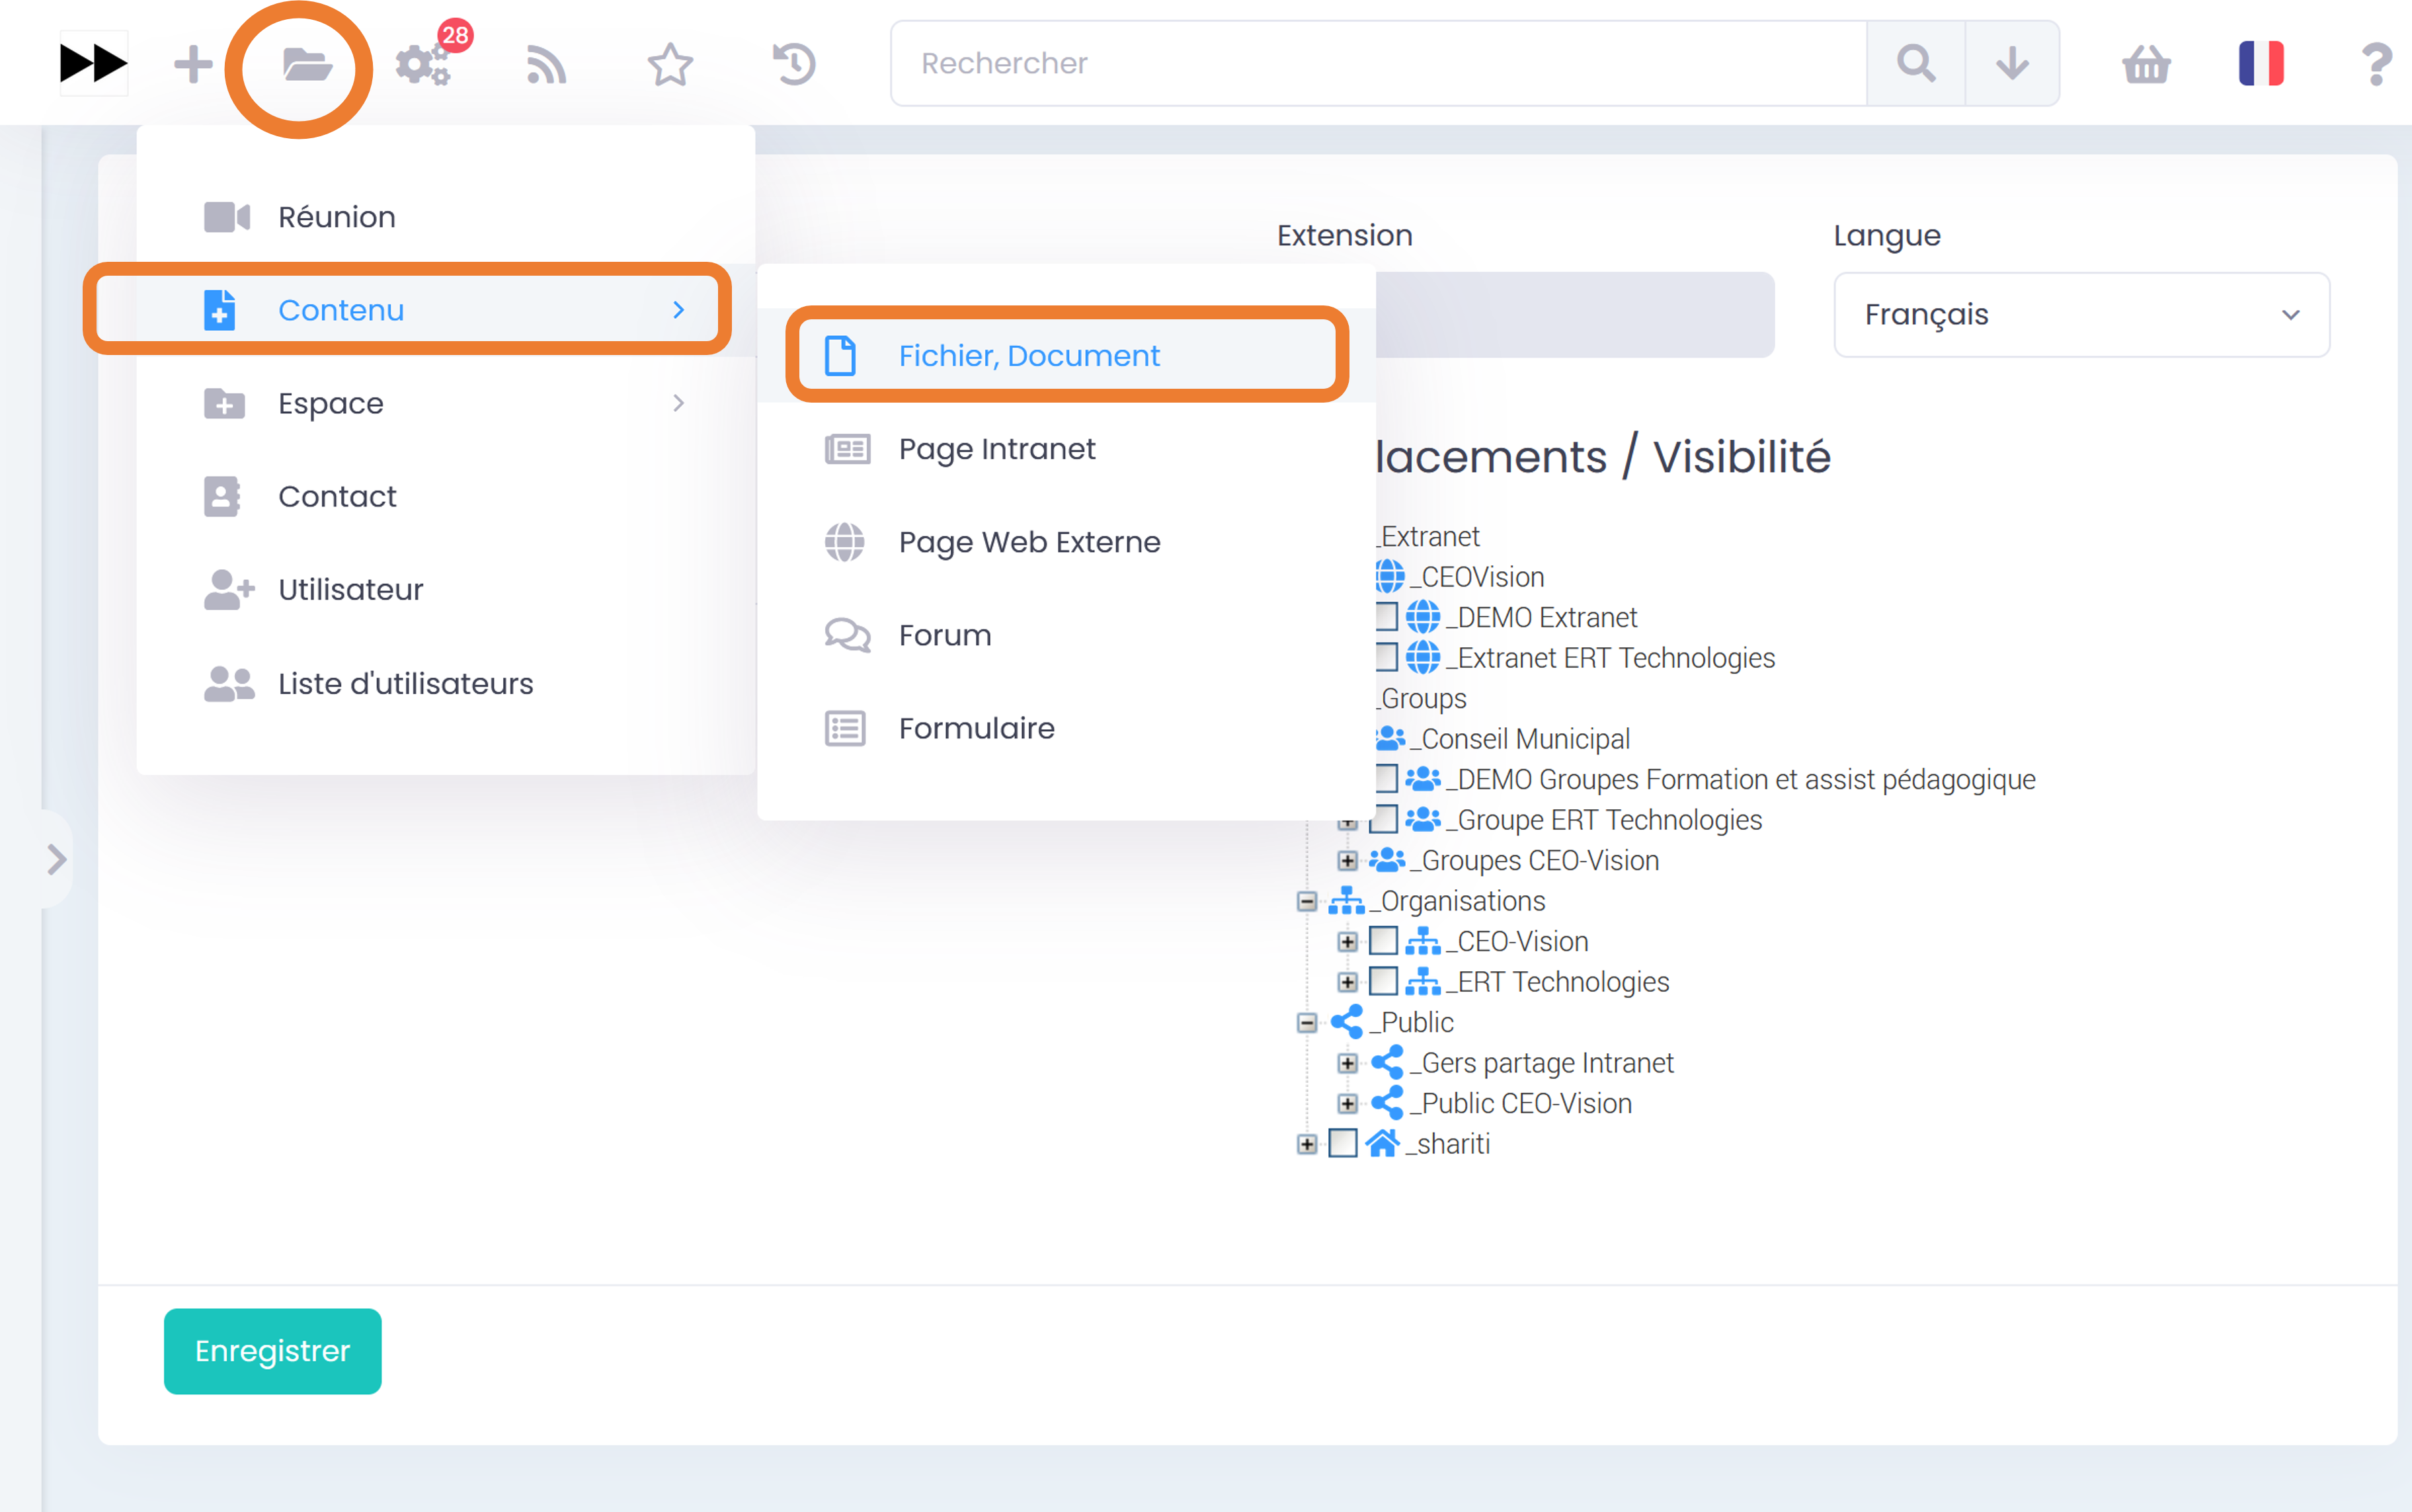 28
Rechercher
Réunion
Contenu
Espace
Contact
Utilisateur
Liste d'utilisateurs
Fichier, Document
Page Intranet
Page Web Externe
Forum
Formulaire
Extension
Langue
Français
lacements / Visibilité
_Extranet
_CEOVision
_DEMO Extranet
_Extranet ERT Technologies
_Groups
_Conseil Municipal
_DEMO Groupes Formation et assist pédagogique
_Groupe ERT Technologies
_Groupes CEO-Vision
_Organisations
_CEO-Vision
_ERT Technologies
_Public
_Gers partage Intranet
_Public CEO-Vision
_shariti
Enregistrer